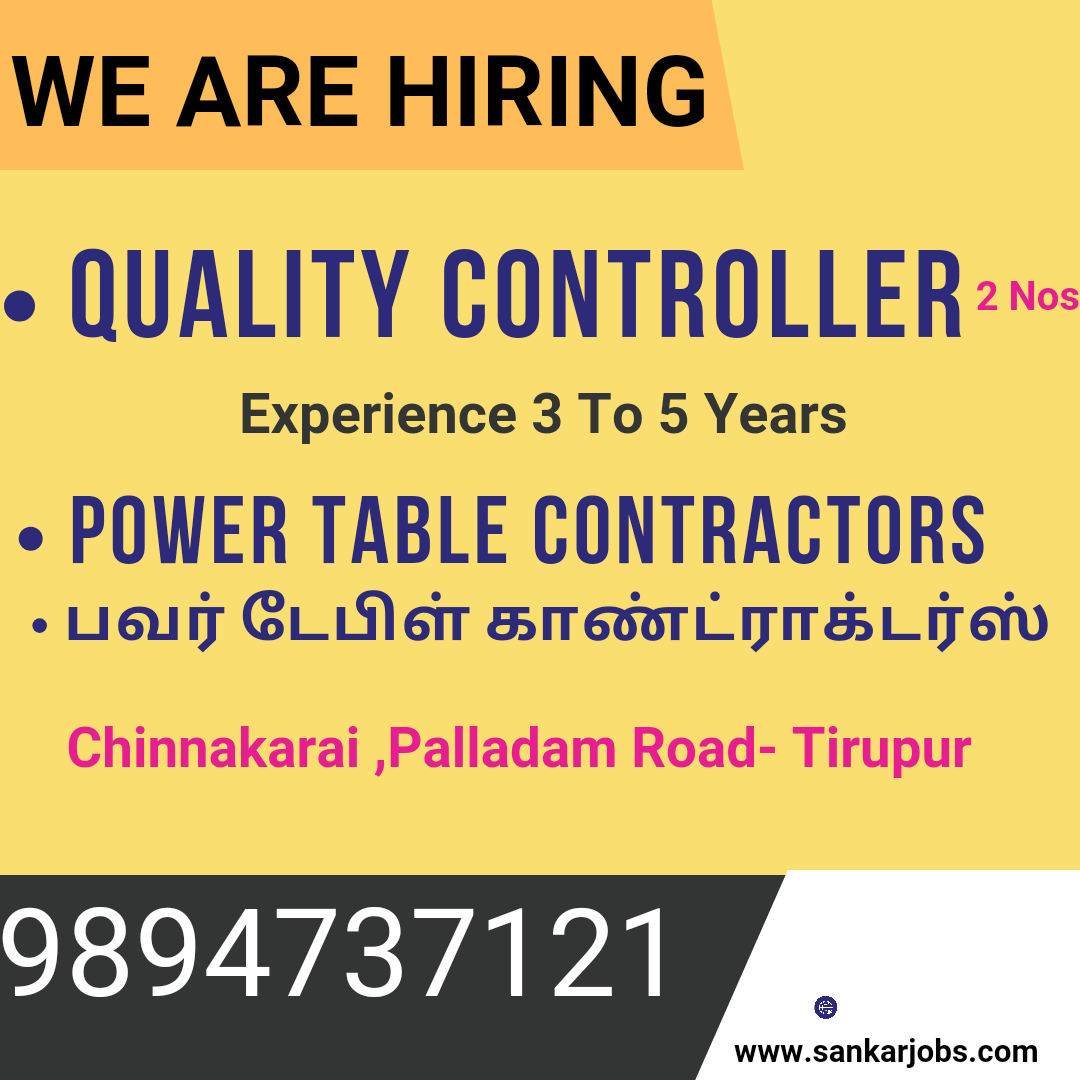 WE ARE HIRING
• QUALITY CONTROLLER 2 Nos
Experience 3 To 5 Years
• POWER TABLE CONTRACTORS
• பவர் டேபிள் காண்ட்ராக்டர்ஸ்
Chinnakarai ,Palladam Road- Tirupur
9894737121
www.sankarjobs.com